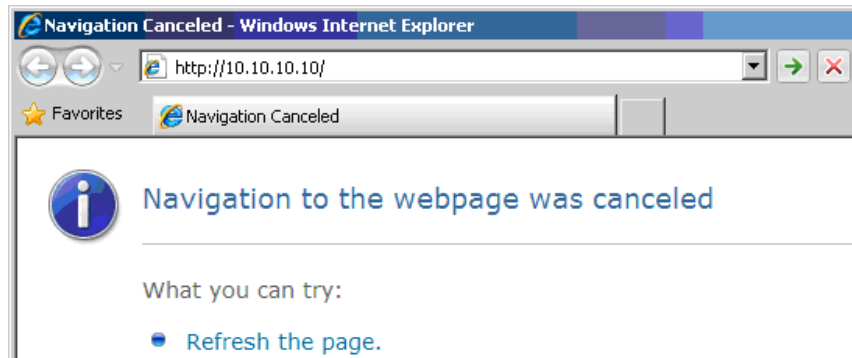 Navigation Canceled - Windows Internet Explorer
http://10.10.10.10/
Favorites Navigation Canceled
Navigation to the webpage was canceled
What you can try:
Refresh the page.